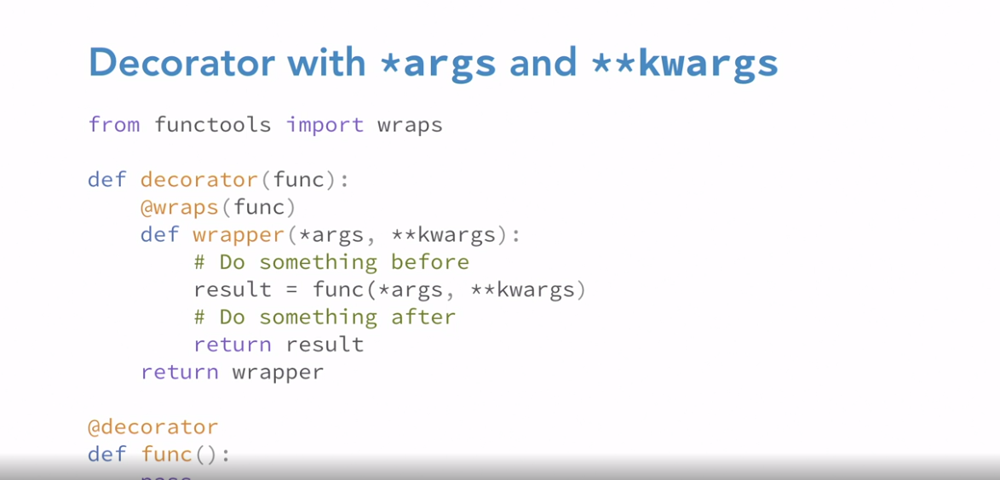 Decorator with *args and **kwargs
from functools import wraps
def decorator(func):
    @wraps(func)
    def wrapper(*args, **kwargs):
        # Do something before
        result = func(*args, **kwargs)
        # Do something after
        return result
    return wrapper
@decorator
def func():